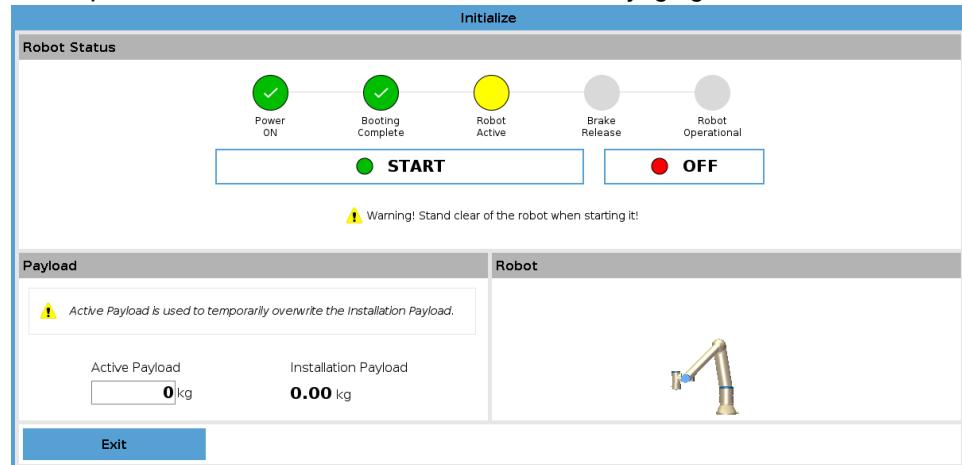 Initialize
Robot Status
Power
ON
Booting
Complete
Robot
Active
Brake
Release
Robot
Operational
START
OFF
Warning! Stand clear of the robot when starting it!
Payload
Robot
Active Payload is used to temporarily overwrite the Installation Payload.
Active Payload
Installation Payload
0 kg
0.00 kg
Exit